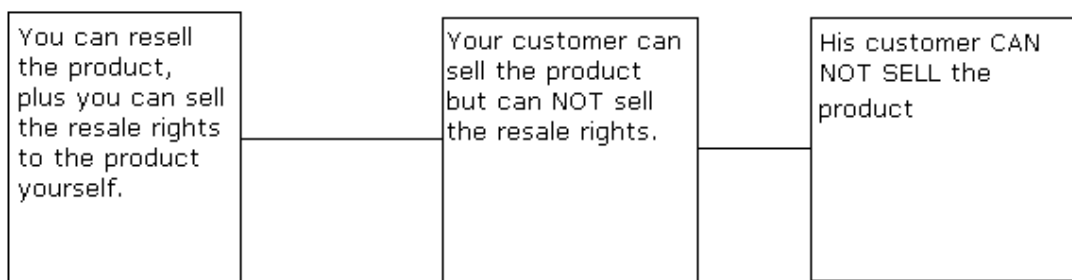 You can resell
the product,
plus you can sell
the resale rights
to the product
yourself.
Your customer can
sell the product
but can NOT sell
the resale rights.
His customer CAN
NOT SELL the
product